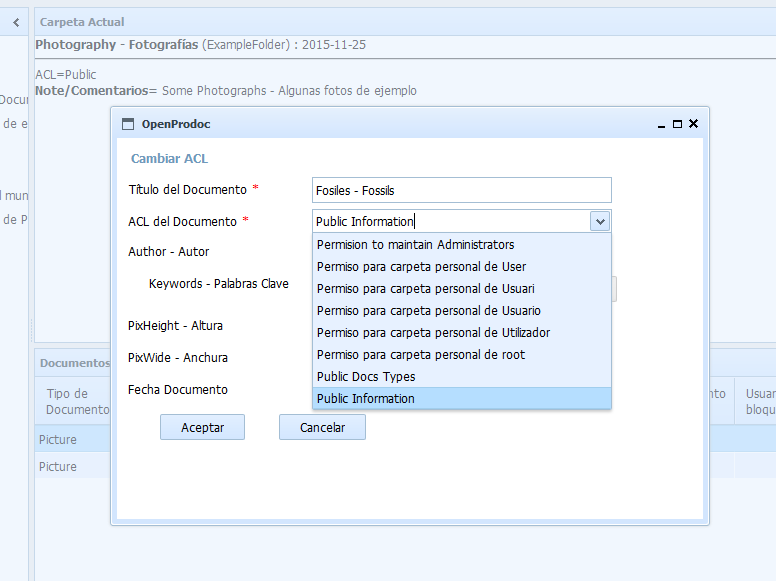 Carpeta Actual
Photography - Fotografías (ExampleFolder) : 2015-11-25
ACL=Public
Note/Comentarios= Some Photographs - Algunas fotos de ejemplo
de e
de P
OpenProdoc
Cambiar ACL
Título del Documento *
Fosiles - Fossils
ACL del Documento *
Public Information
Permision to maintain Administrators
Permiso para carpeta personal de User
Permiso para carpeta personal de Usuari
Permiso para carpeta personal de Usuario
Permiso para carpeta personal de Utilizador
Permiso para carpeta personal de root
Public Docs Types
Public Information
Author - Autor
Keywords - Palabras Clave
PixHeight - Altura
PixWide - Anchura
Fecha Documento
Aceptar
Cancelar
Documentos
Tipo de
Documento
Usuar
bloqu
Picture
Picture